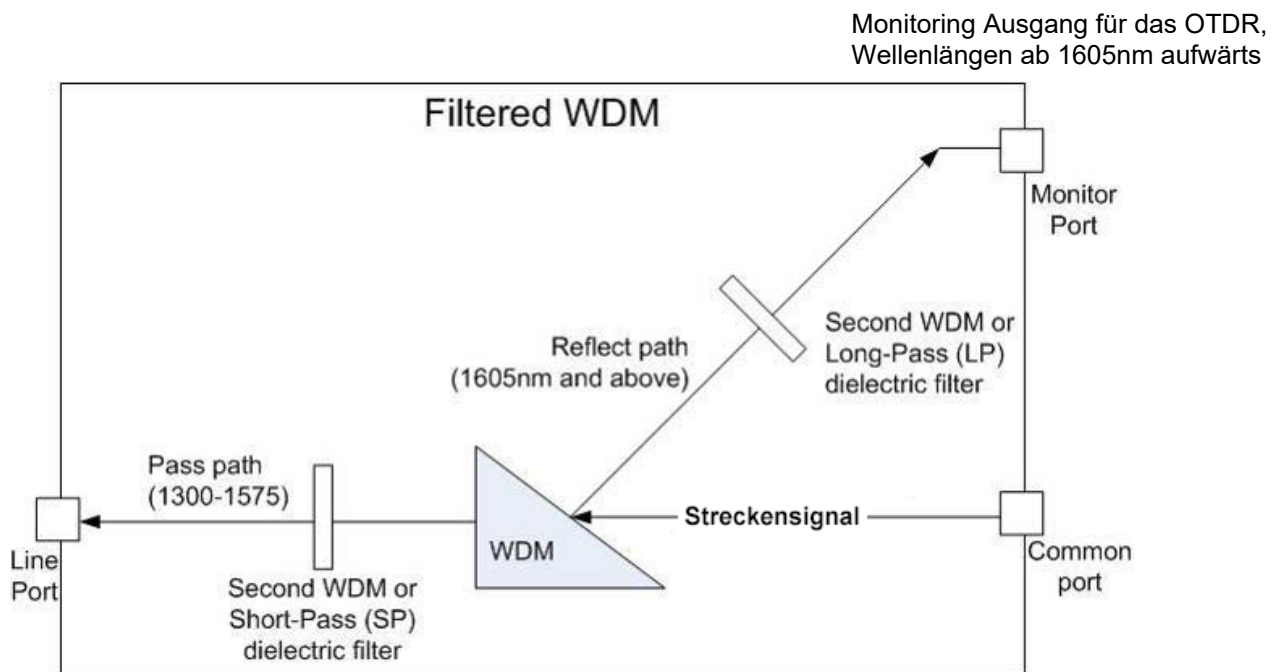 Monitoring Ausgang für das OTDR,
Wellenlängen ab 1605nm aufwärts
Filtered WDM
Monitor
Port
Second WDM or
Long-Pass (LP)
dielectric filter
Reflect path
(1605nm and above)
Pass path
(1300-1575)
Streckensignal
WDM
Line
Port
Common
port
Second WDM or
Short-Pass (SP)
dielectric filter